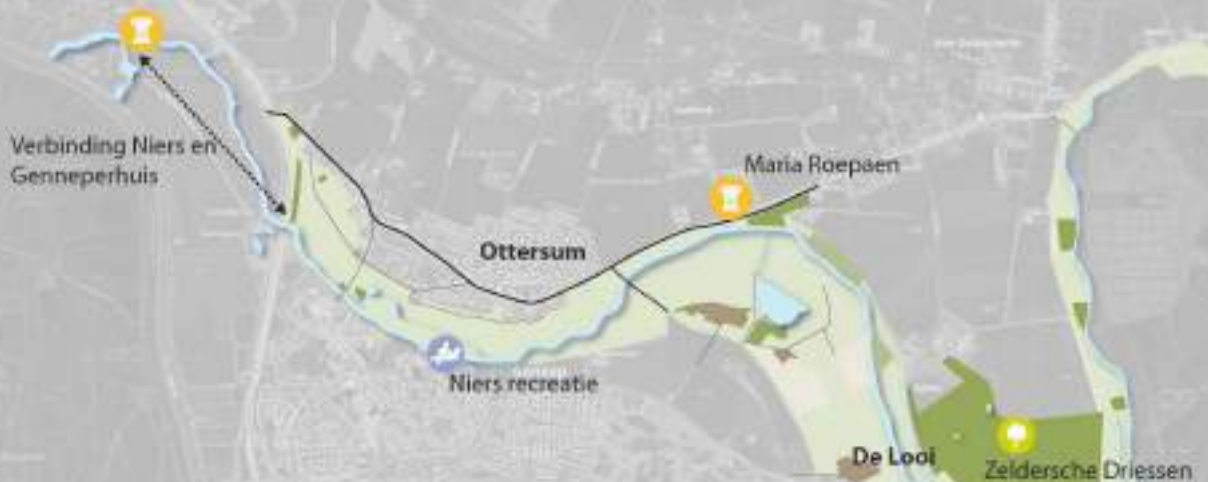 Verbinding Niers en
Genneperhuis
Maria Roepaen
Ottersum
Niers recreatie
De Looi
Zeldersche Driessen